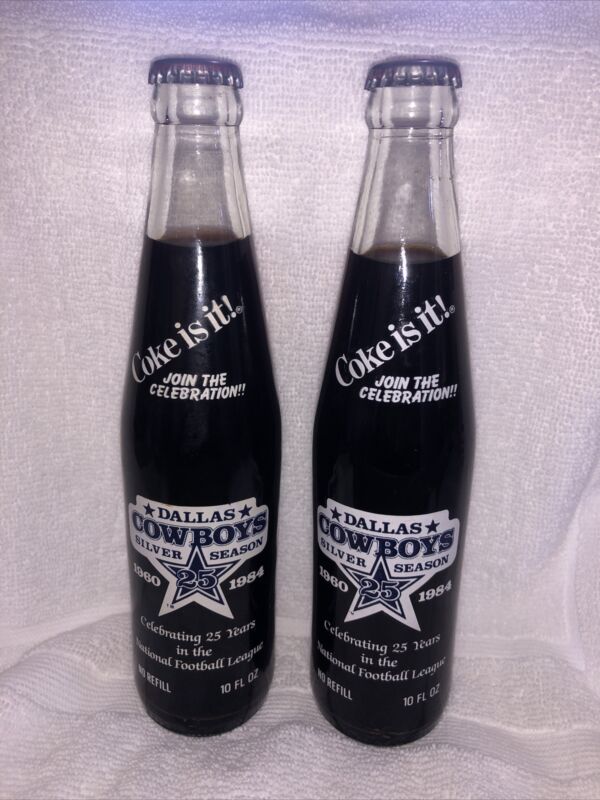 Coke is it!®
JOIN THE
CELEBRATION!!
DALLAS
COWBOYS
SILVER SEASON
1960 25 1984
Celebrating 25 Years
in the
National Football League
NO REFILL 10 FL OZ
Coke is it!®
JOIN THE
CELEBRATION!!
DALLAS
COWBOYS
SILVER SEASON
1960 25 1984
Celebrating 25 Years
in the
National Football League
NO REFILL 10 FL OZ